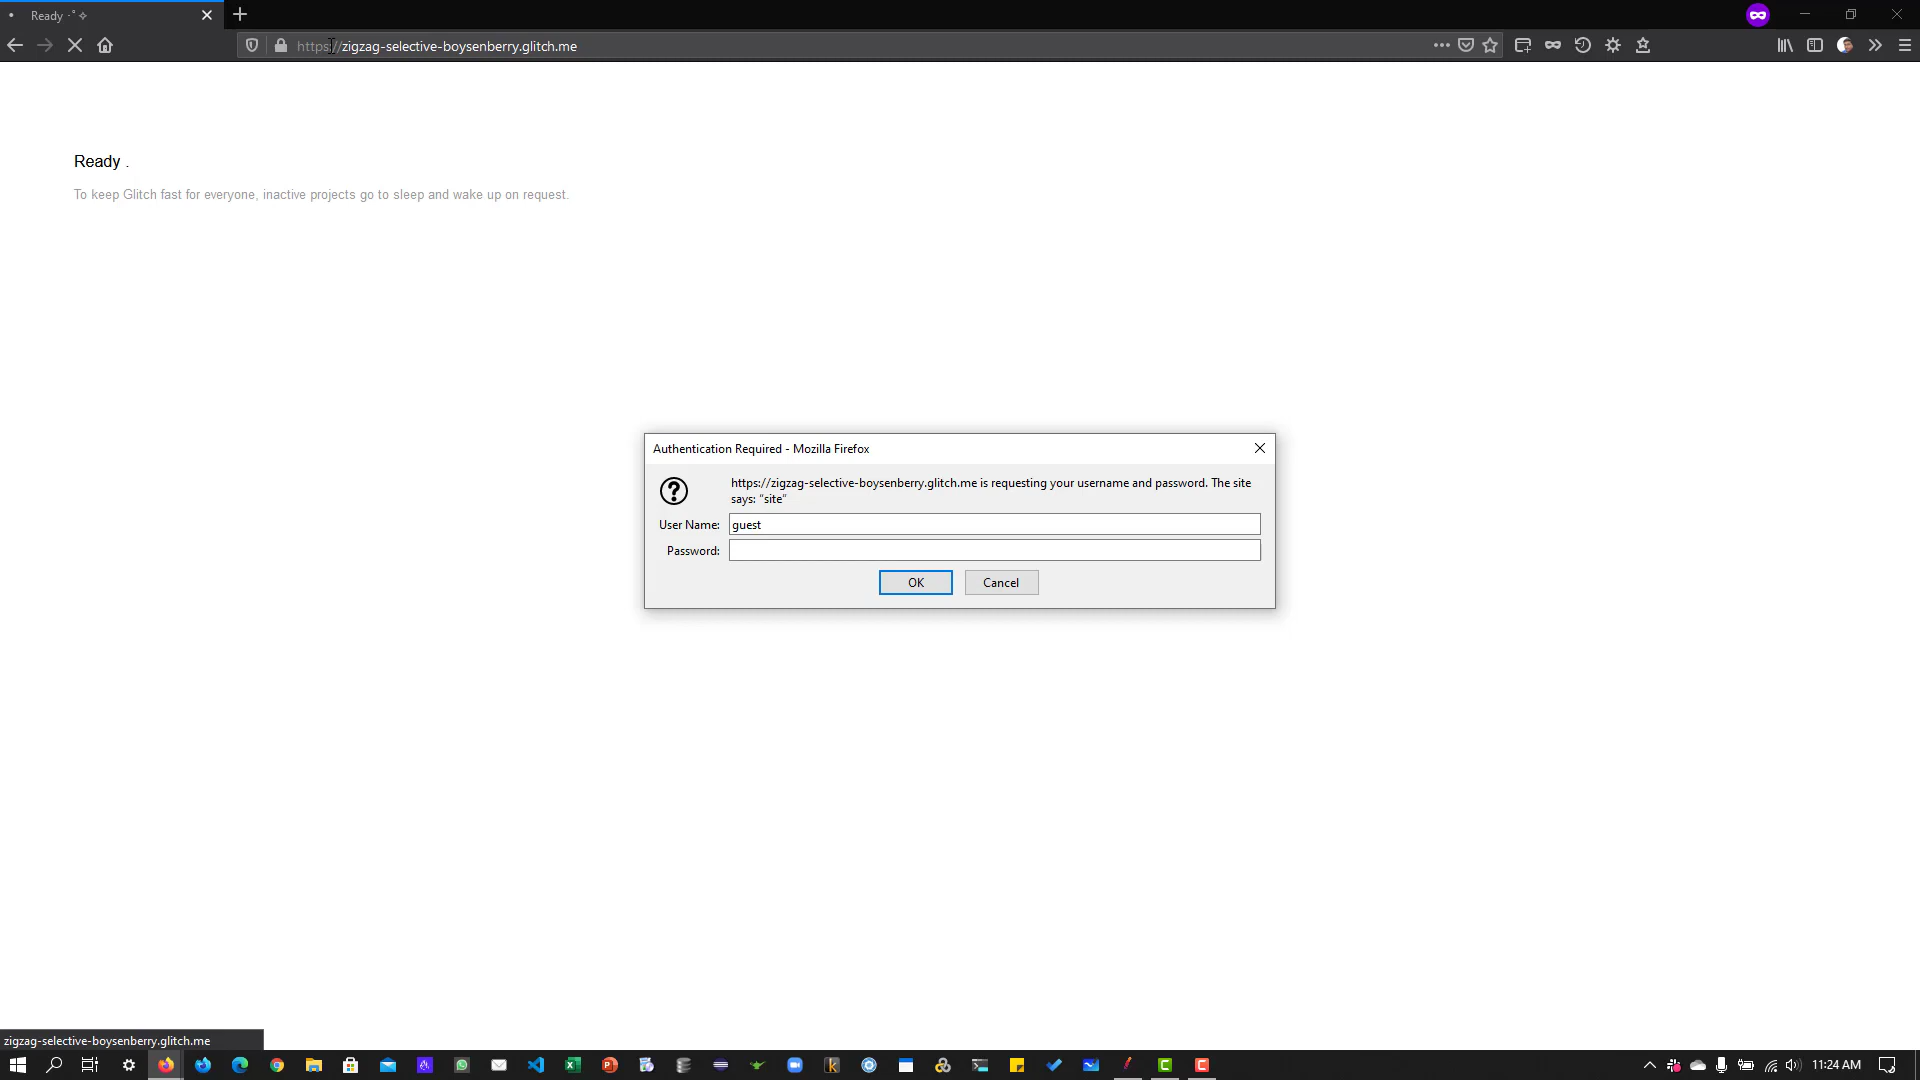 Ready
https://zigzag-selective-boysenberry.glitch.me
Ready .
To keep Glitch fast for everyone, inactive projects go to sleep and wake up on request.
Authentication Required - Mozilla Firefox
https://zigzag-selective-boysenberry.glitch.me is requesting your username and password. The site
says: “site”
User Name: guest
Password:
OK Cancel
zigzag-selective-boysenberry.glitch.me
11:24 AM